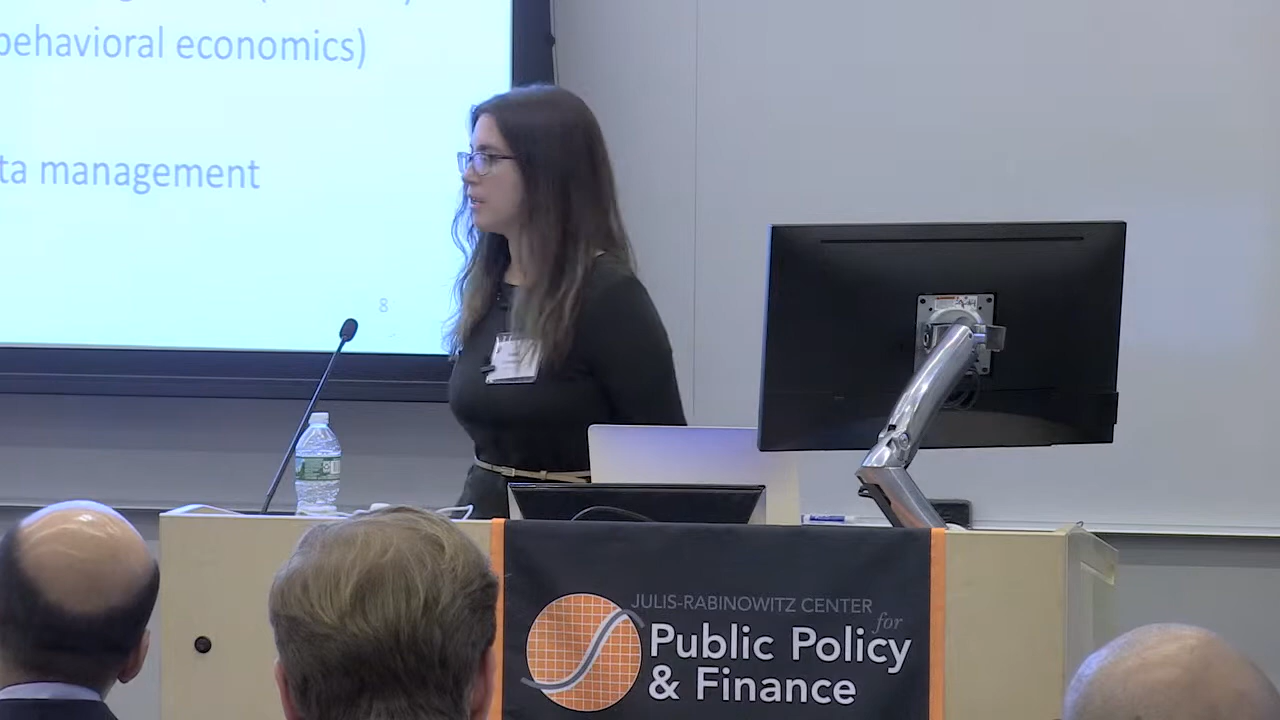 behavioral economics)
ta management
8
JULIS-RABINOWITZ CENTER
for
Public Policy
& Finance